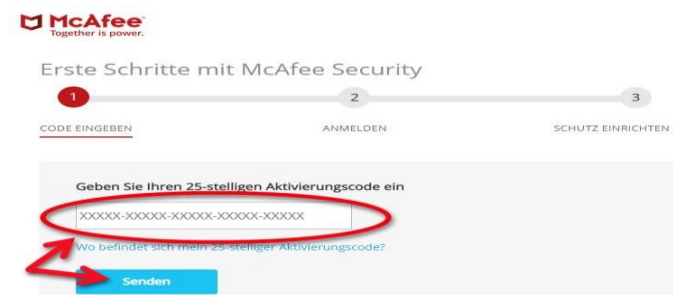 McAfee
Together is power.
Erste Schritte mit McAfee Security
1 2 3
CODE EINGEBEN ANMELDEN SCHUTZ EINRICHTEN
Geben Sie Ihren 25-stelligen Aktivierungscode ein
XXXXX-XXXXX-XXXXX-XXXXX-XXXXX
Wo befindet sich mein 25-stelliger Aktivierungscode?
Senden